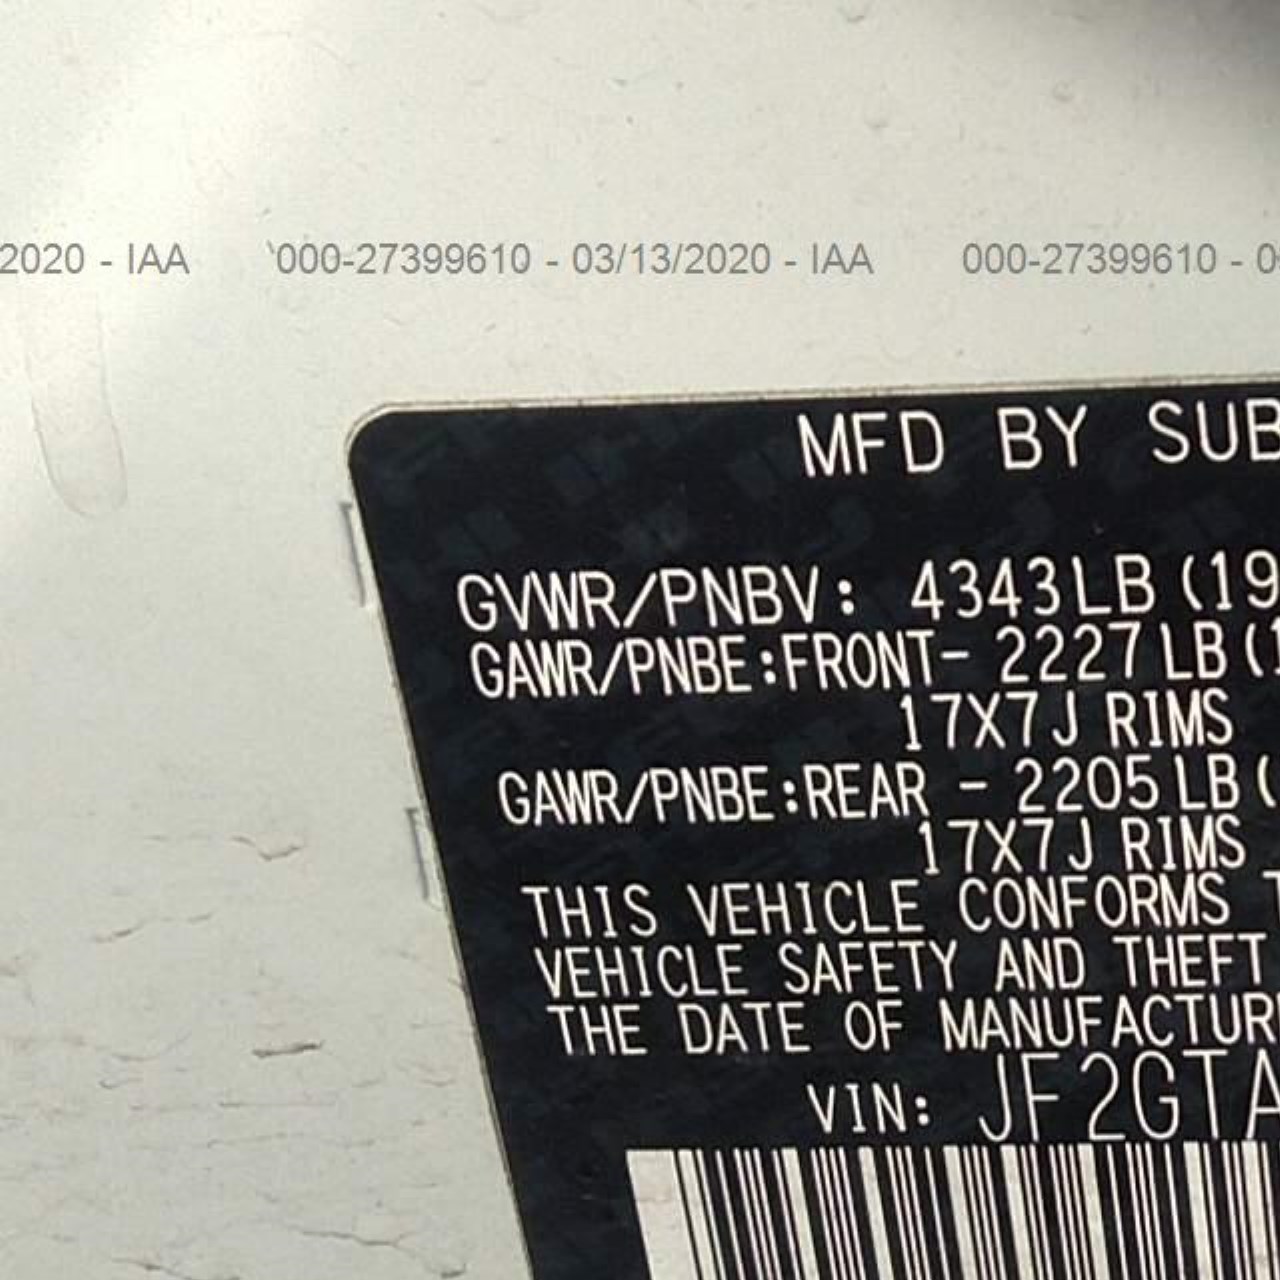 2020 - IAA 000-27399610 - 03/13/2020 - IAA 000-27399610 - 0
MFD BY SUB
GVWR/PNBV: 4343LB (19
GAWR/PNBE:FRONT- 2227 LB (1
17X7J RIMS
GAWR/PNBE:REAR - 2205 LB (
17X7J RIMS
THIS VEHICLE CONFORMS T
VEHICLE SAFETY AND THEFT
THE DATE OF MANUFACTUR
VIN: JF2GTA